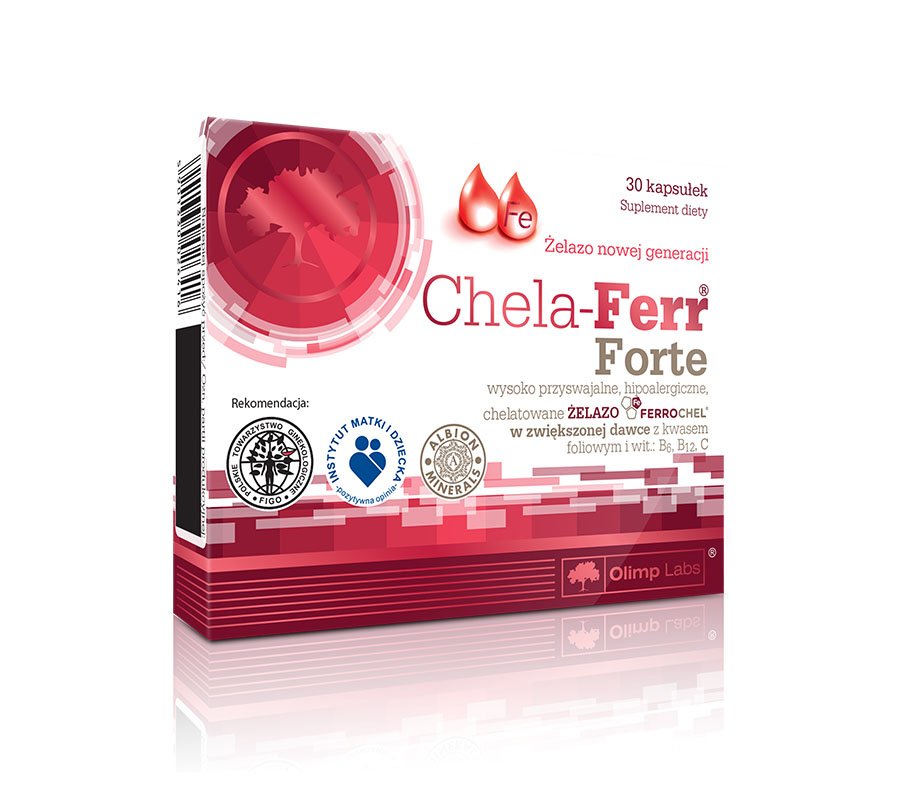 30 kapsułek
Suplement diety
Fe
Żelazo nowej generacji
Chela-Ferr®
Forte
wysoko przyswajalne, hipoalergiczne,
chelatowane ŻELAZO Fe FERROCHEL®
w zwiększonej dawce z kwasem
foliowym i wit.: B6, B12, C
Rekomendacja:
POLSKIE TOWARZYSTWO GINEKOLOGICZNE
FIGO
INSTYTUT MATKI I DZIECKA
-pozytywna opinia-
ALBION
A
MINERALS
Olimp Labs®